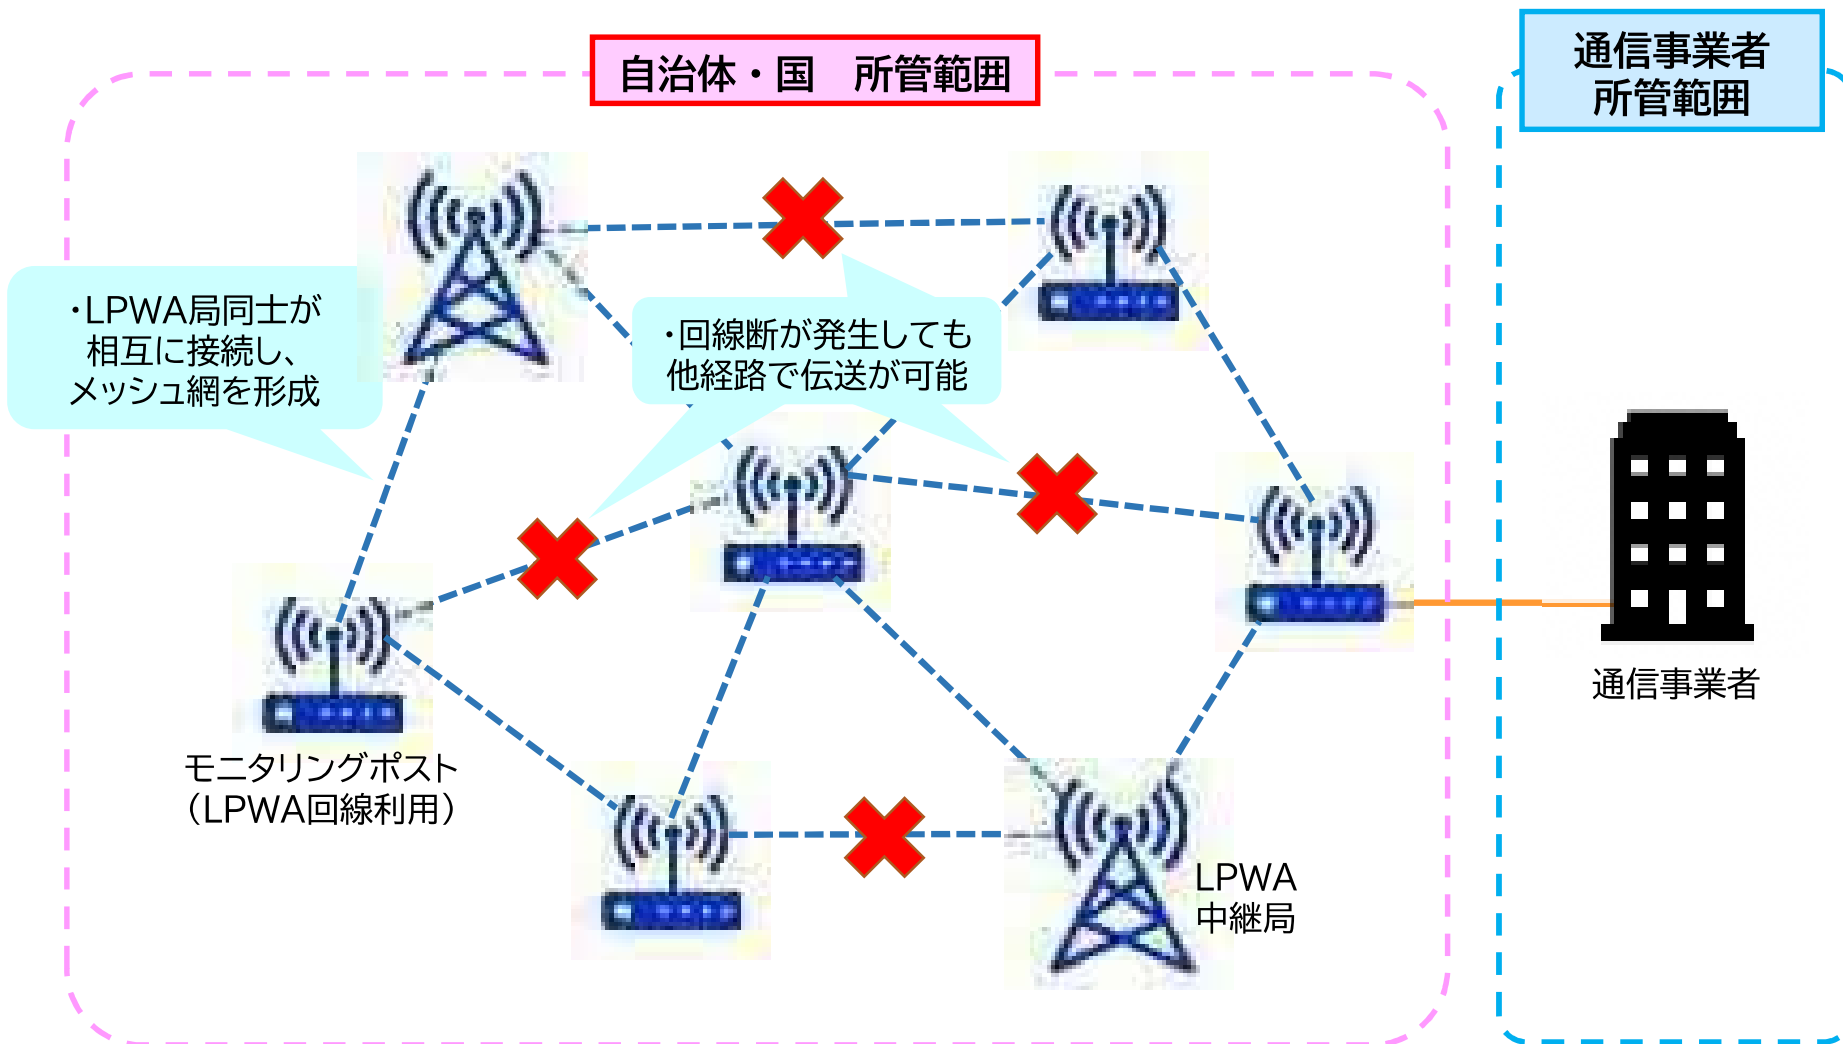 自治体・国　所管範囲
通信事業者
所管範囲
・LPWA局同士が
相互に接続し、
メッシュ網を形成
・回線断が発生しても
他経路で伝送が可能
モニタリングポスト
（LPWA回線利用）
LPWA
中継局
通信事業者